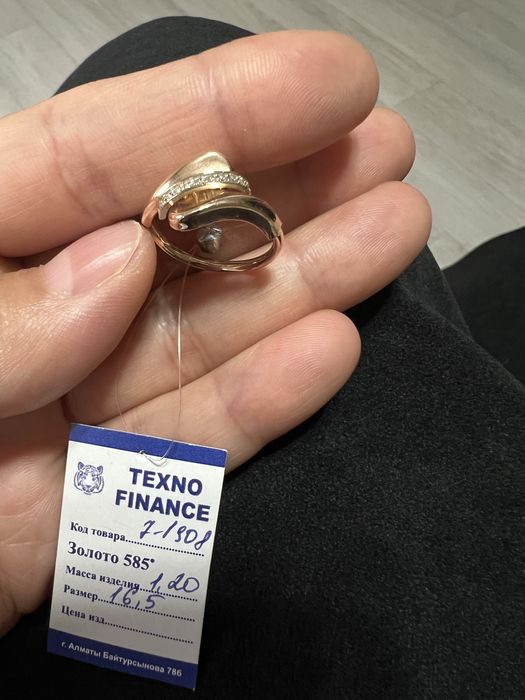 TEXNO
FINANCE
Код товара 7-1908
Золото 585°
Масса изделия 1,20
Размер 16,5
Цена изд.
г. Алматы Байтурсынова 78б